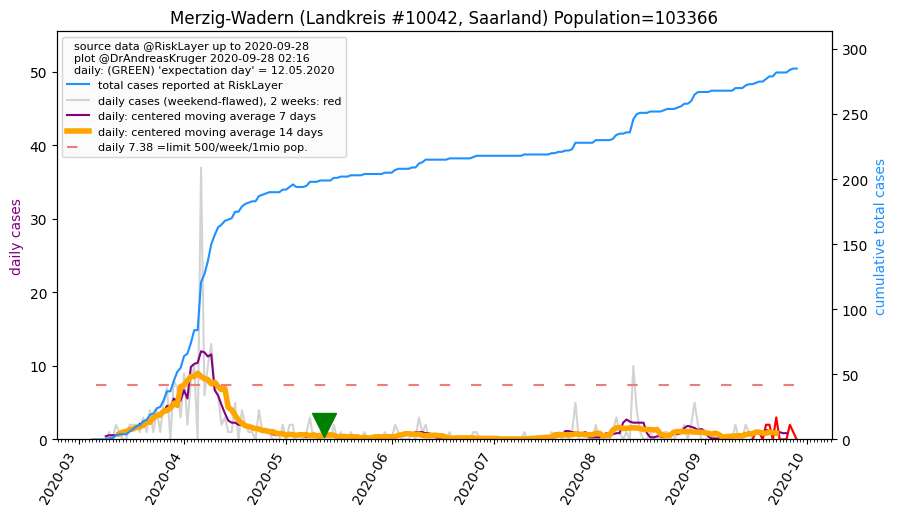 Merzig-Wadern (Landkreis #10042, Saarland) Population=103366
source data @RiskLayer up to 2020-09-28
plot @DrAndreasKruger 2020-09-28 02:16
daily: (GREEN) 'expectation day' = 12.05.2020
total cases reported at RiskLayer
daily cases (weekend-flawed), 2 weeks: red
daily: centered moving average 7 days
daily: centered moving average 14 days
daily 7.38 =limit 500/week/1mio pop.
daily cases
50
40
30
20
10
0
300
250
200
150
100
50
0
cumulative total cases
2020-03
2020-04
2020-05
2020-06
2020-07
2020-08
2020-09
2020-10